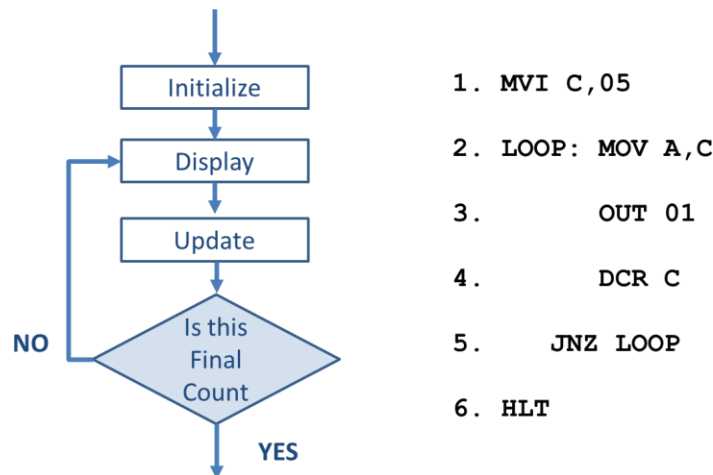 Initialize
Display
Update
Is this
Final
Count
NO
YES
1. MVI C,05
2. LOOP: MOV A,C
3. OUT 01
4. DCR C
5. JNZ LOOP
6. HLT